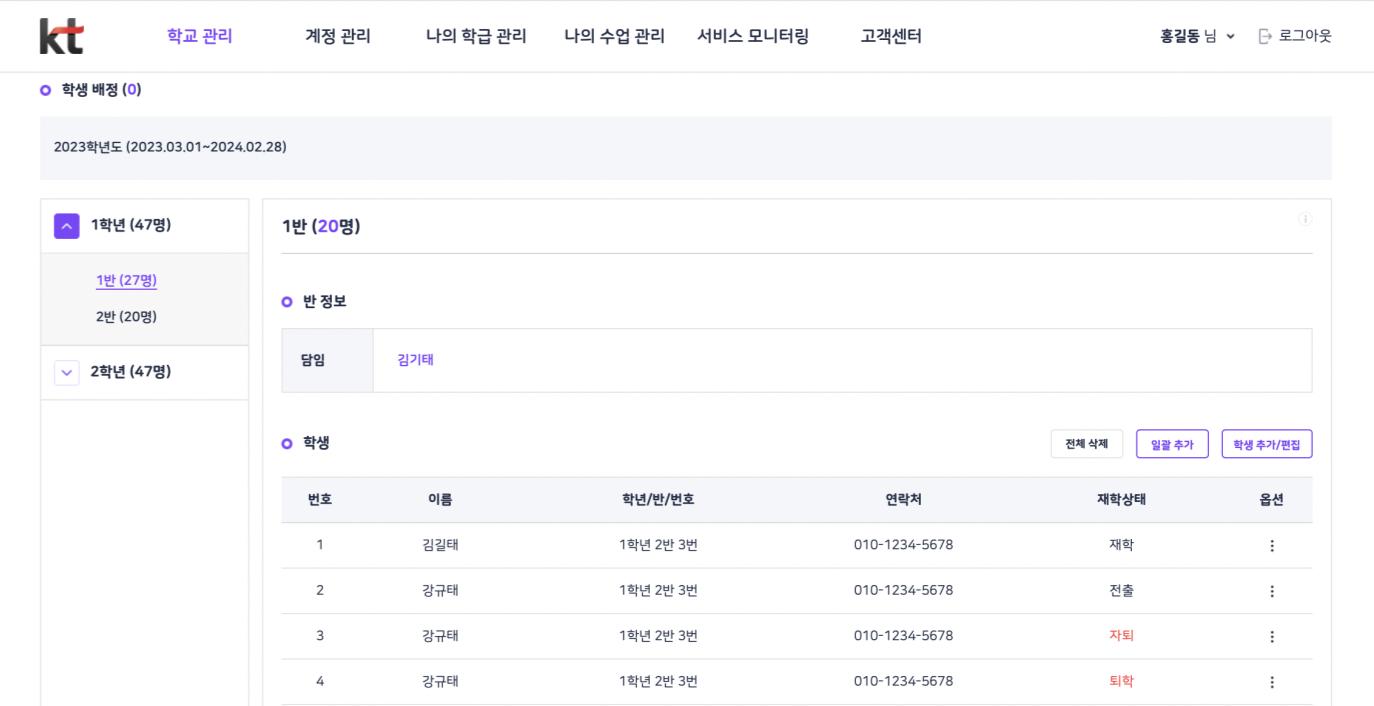 kt 학교 관리 계정 관리 나의 학급 관리 나의 수업 관리 서비스 모니터링 고객센터 홍길동 님 로그아웃
학생 배정 (0)
2023학년도 (2023.03.01~2024.02.28)
1학년 (47명)
1반 (27명)
2반 (20명)
2학년 (47명)
1반 (20명)
반 정보
담임 김기태
학생 전체 삭제 일괄 추가 학생 추가/편집
번호 이름 학년/반/번호 연락처 재학상태 옵션
1 김길태 1학년 2반 3번 010-1234-5678 재학
2 강규태 1학년 2반 3번 010-1234-5678 전출
3 강규태 1학년 2반 3번 010-1234-5678 자퇴
4 강규태 1학년 2반 3번 010-1234-5678 퇴학